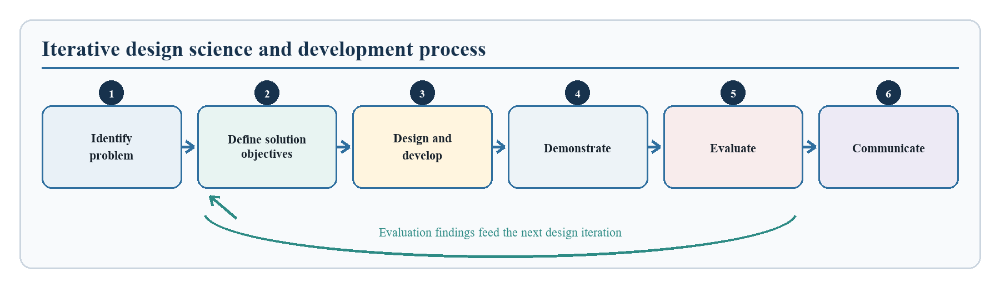 Iterative design science and development process
1
2
3
4
5
6
Identify
problem
Define solution
objectives
Design and
develop
Demonstrate
Evaluate
Communicate
Evaluation findings feed the next design iteration